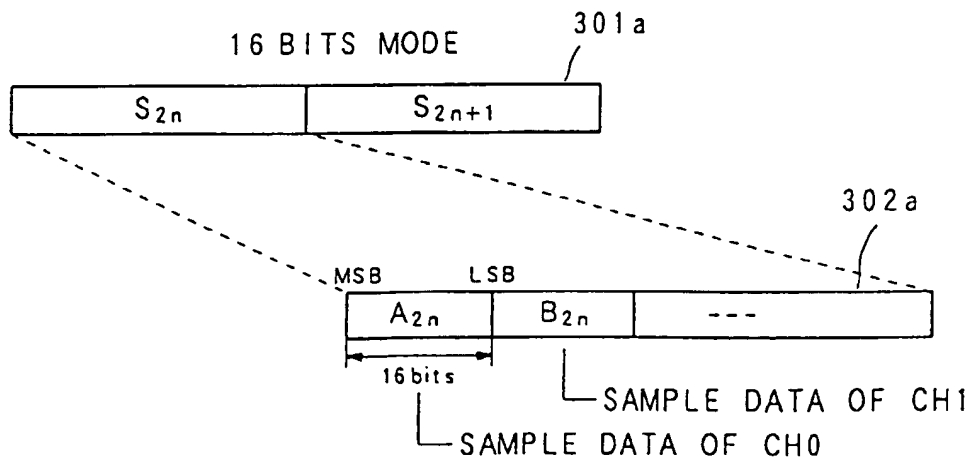 16 BITS MODE
301a
S2n
S2n+1
302a
MSB
LSB
A2n
B2n
---
16bits
SAMPLE DATA OF CH1
SAMPLE DATA OF CH0